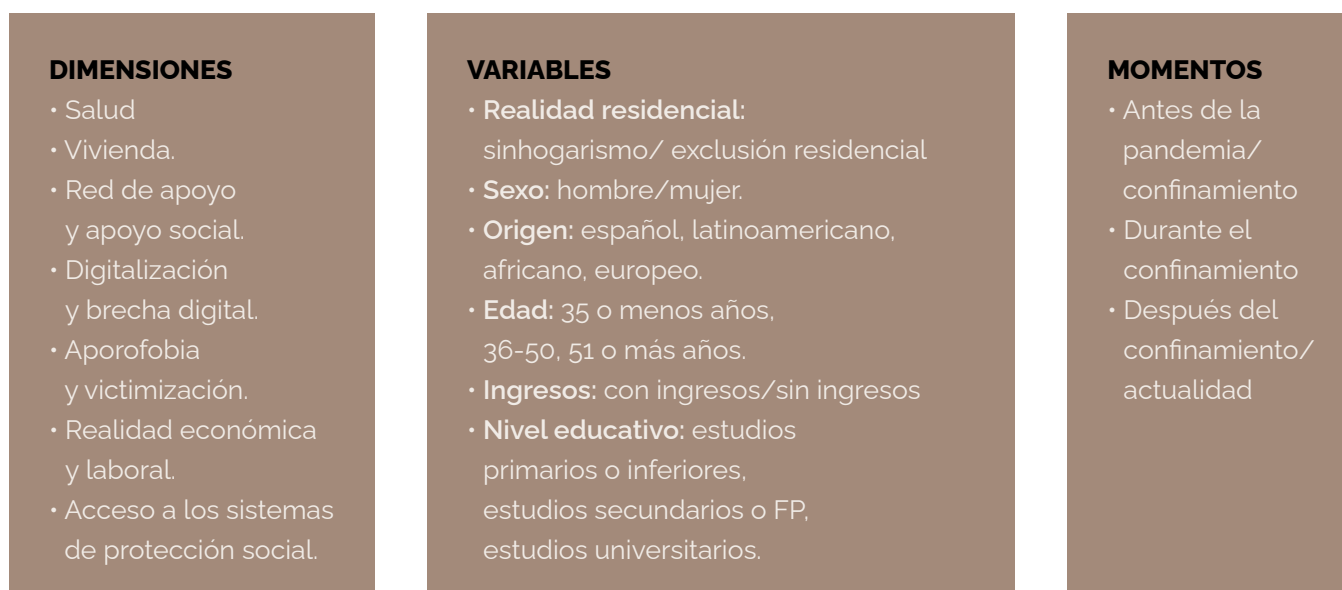 DIMENSIONES
• Salud
• Vivienda.
• Red de apoyo
y apoyo social.
• Digitalización
y brecha digital.
• Aporofobia
y victimización.
• Realidad económica
y laboral.
• Acceso a los sistemas
de protección social.
VARIABLES
• Realidad residencial:
sinhogarismo/ exclusión residencial
• Sexo: hombre/mujer.
• Origen: español, latinoamericano,
africano, europeo.
• Edad: 35 o menos años,
36-50, 51 o más años.
• Ingresos: con ingresos/sin ingresos
• Nivel educativo: estudios
primarios o inferiores,
estudios secundarios o FP,
estudios universitarios.
MOMENTOS
• Antes de la
pandemia/
confinamiento
• Durante el
confinamiento
• Después del
confinamiento/
actualidad